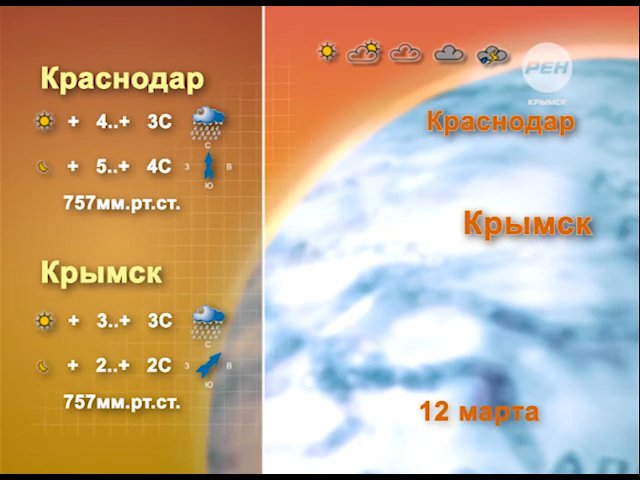 Краснодар
+ 4..+ 3С
С
+ 5..+ 4С
З В
Ю
757мм.рт.ст.
Крымск
+ 3..+ 3С
С
+ 2..+ 2С
З В
Ю
757мм.рт.ст.
РЕН
КРЫМСК
Краснодар
Крымск
12 марта